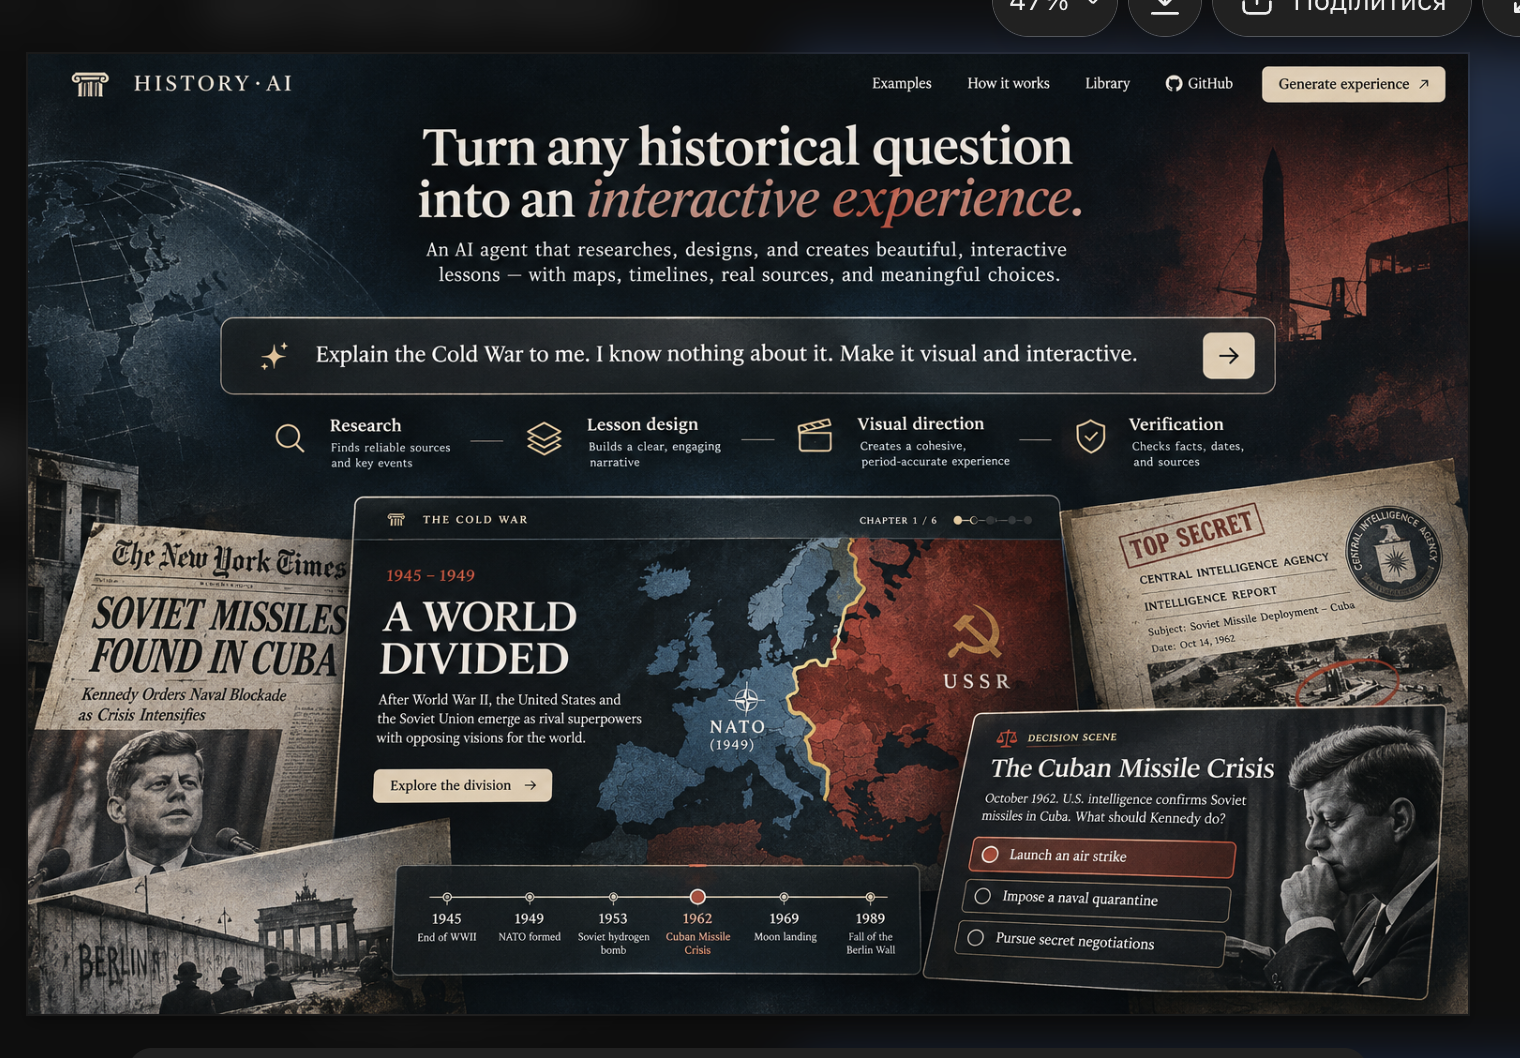 47%
Поділитися
HISTORY·AI
Examples
How it works
Library
GitHub
Generate experience
Turn any historical question
into an interactive experience.
An AI agent that researches, designs, and creates beautiful, interactive
lessons — with maps, timelines, real sources, and meaningful choices.
Explain the Cold War to me. I know nothing about it. Make it visual and interactive.
Research
Finds reliable sources
and key events
Lesson design
Builds a clear, engaging
narrative
Visual direction
Creates a cohesive,
period-accurate experience
Verification
Checks facts, dates,
and sources
The New York Times
SOVIET MISSILES
FOUND IN CUBA
Kennedy Orders Naval Blockade
as Crisis Intensifies
BERLIN
THE COLD WAR
CHAPTER 1 / 6
1945 – 1949
A WORLD
DIVIDED
After World War II, the United States and
the Soviet Union emerge as rival superpowers
with opposing visions for the world.
Explore the division
NATO
(1949)
USSR
TOP SECRET
CENTRAL INTELLIGENCE AGENCY
INTELLIGENCE REPORT
Subject: Soviet Missile Deployment – Cuba
Date: Oct 14, 1962
CENTRAL INTELLIGENCE AGENCY
DECISION SCENE
The Cuban Missile Crisis
October 1962. U.S. intelligence confirms Soviet
missiles in Cuba. What should Kennedy do?
Launch an air strike
Impose a naval quarantine
Pursue secret negotiations
1945
End of WWII
1949
NATO formed
1953
Soviet hydrogen
bomb
1962
Cuban Missile
Crisis
1969
Moon landing
1989
Fall of the
Berlin Wall